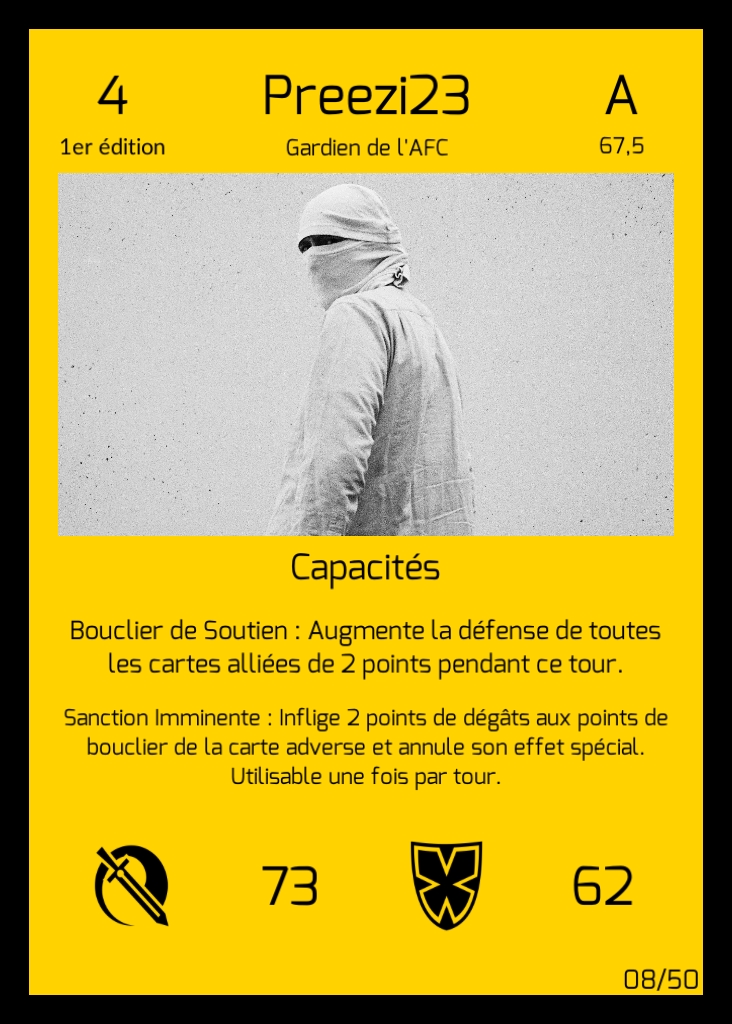 4
Preezi23
A
1er édition
Gardien de l'AFC
67,5
Capacités
Bouclier de Soutien : Augmente la défense de toutes
les cartes alliées de 2 points pendant ce tour.
Sanction Imminente : Inflige 2 points de dégâts aux points de
bouclier de la carte adverse et annule son effet spécial.
Utilisable une fois par tour.
73
62
08/50